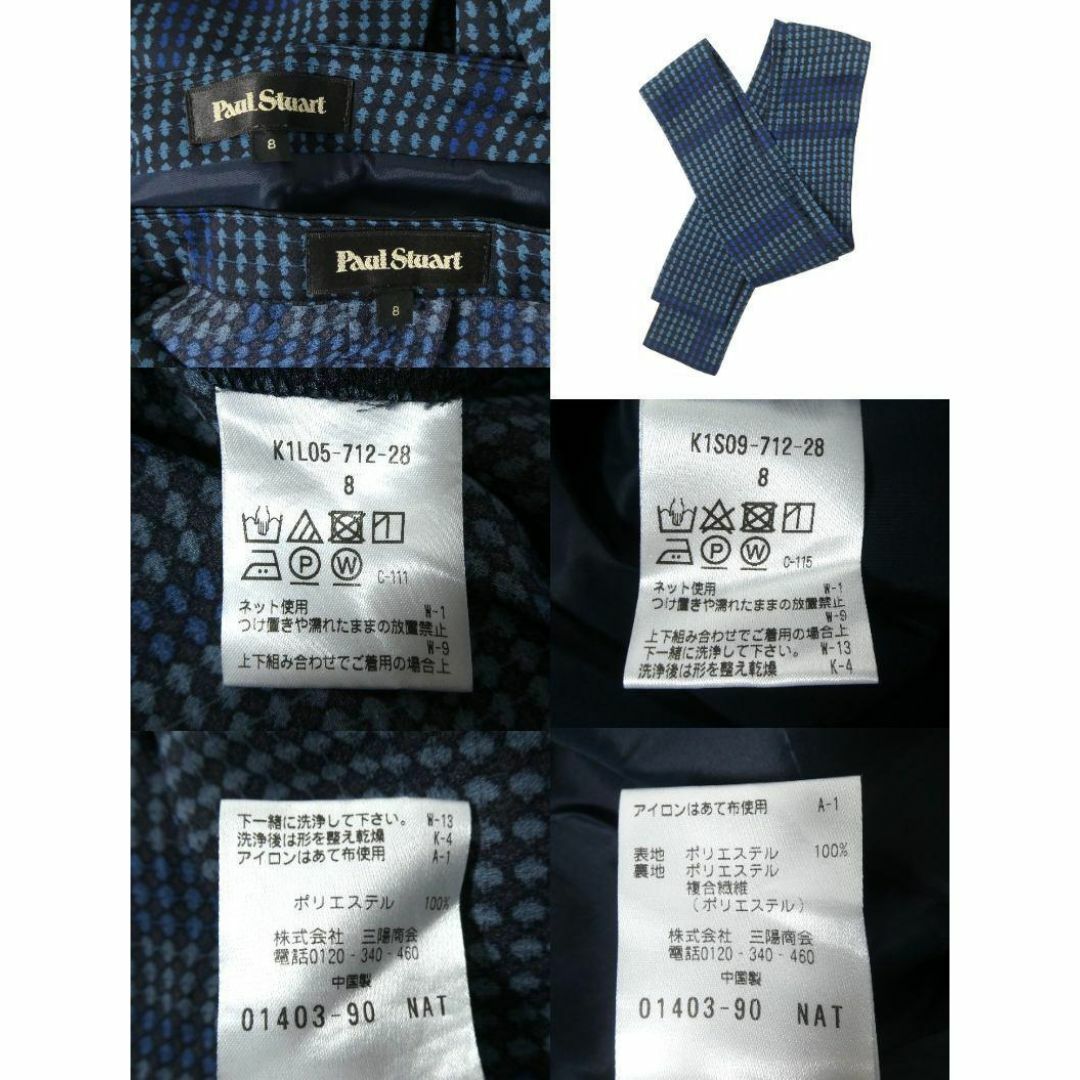 Paul Stuart
8
Paul Stuart
8
K1L05-712-28
8
P W C-111
ネット使用 W-1
つけ置きや濡れたままの放置禁止
W-9
上下組み合わせでご着用の場合上
K1S09-712-28
8
P W C-115
ネット使用 W-1
つけ置きや濡れたままの放置禁止
W-9
上下組み合わせでご着用の場合上
下一緒に洗浄して下さい。 W-13
洗浄後は形を整え乾燥 K-4
下一緒に洗浄して下さい。 W-13
洗浄後は形を整え乾燥 K-4
アイロンはあて布使用 A-1
ポリエステル 100%
株式会社 三陽商会
電話0120-340-460
中国製
01403-90 NAT
アイロンはあて布使用 A-1
表地 ポリエステル 100%
裏地 ポリエステル
複合繊維
(ポリエステル)
株式会社 三陽商会
電話0120-340-460
中国製
01403-90 NAT